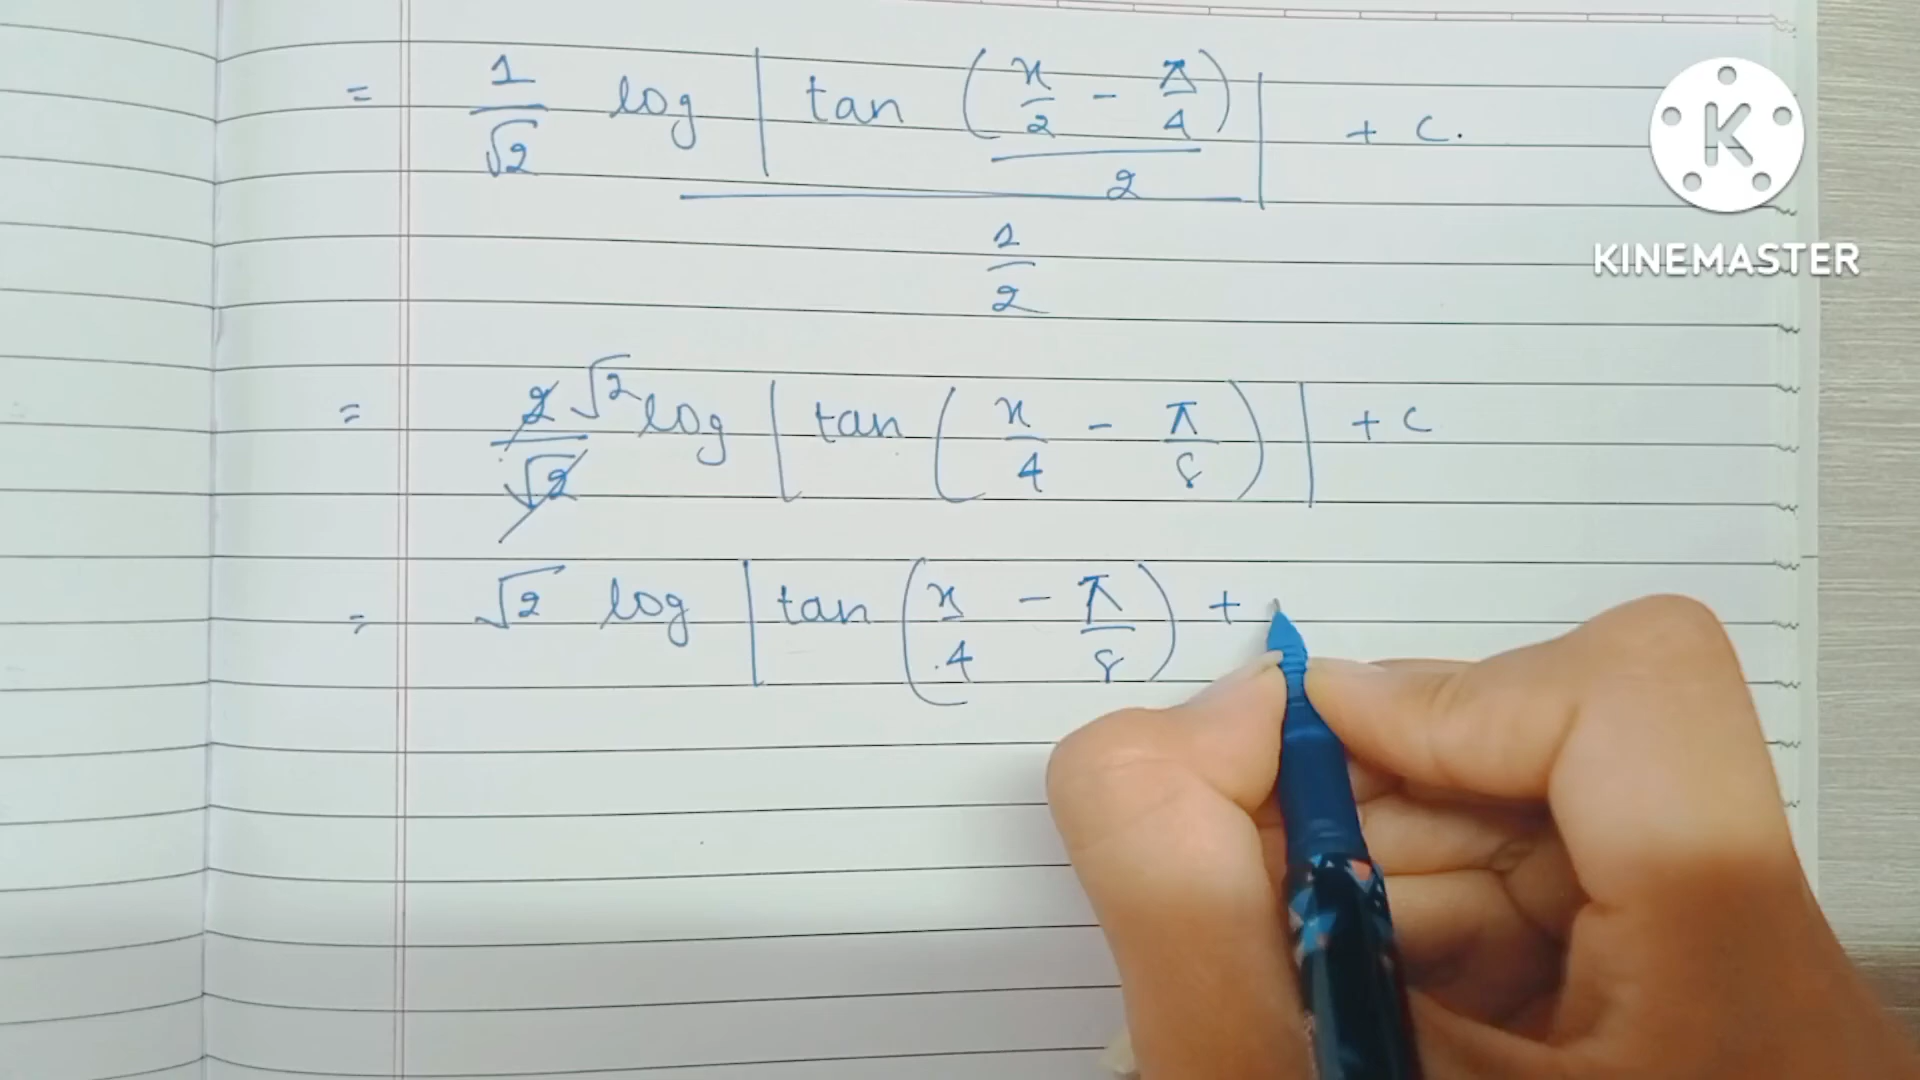 = 1/√2 log | tan (x/2 - π/4)/2 | + c.
1/2
= 2/√2 √2 log | tan ( x/4 - π/8 ) | + c
= √2 log | tan ( x/4 - π/8 ) +
KINEMASTER